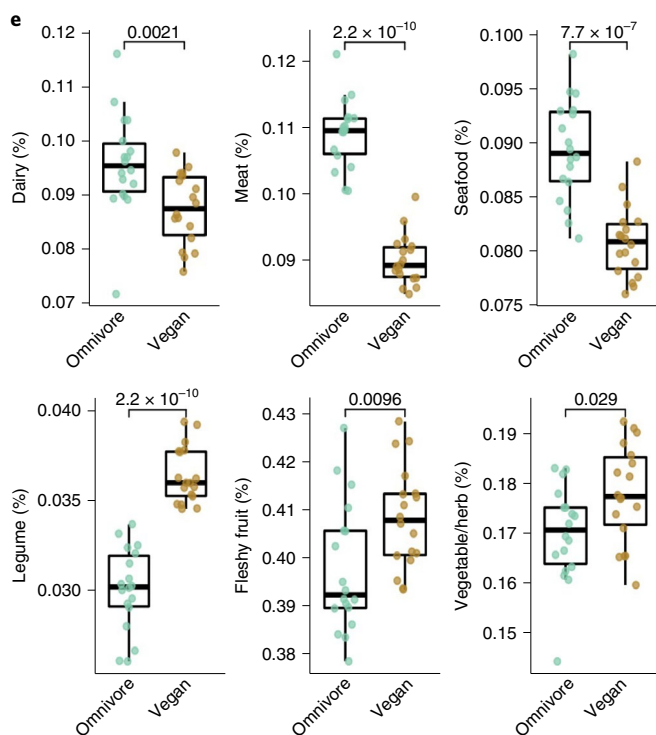 e
0.0021
2.2 × 10⁻¹⁰
7.7 × 10⁻⁷
Dairy (%)
0.12
0.11
0.10
0.09
0.08
0.07
Omnivore
Vegan
Meat (%)
0.12
0.11
0.10
0.09
Omnivore
Vegan
Seafood (%)
0.100
0.095
0.090
0.085
0.080
0.075
Omnivore
Vegan
2.2 × 10⁻¹⁰
0.0096
0.029
Legume (%)
0.040
0.035
0.030
Omnivore
Vegan
Fleshy fruit (%)
0.43
0.42
0.41
0.40
0.39
0.38
Omnivore
Vegan
Vegetable/herb (%)
0.19
0.18
0.17
0.16
0.15
Omnivore
Vegan